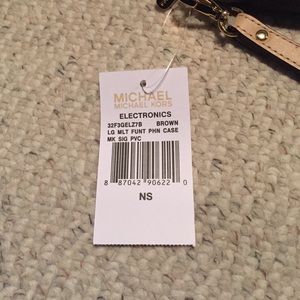 MICHAEL
MICHAEL KORS
ELECTRONICS
32F3GELZ7B BROWN
LG MLT FUNT PHN CASE
MK SIG PVC
8 87042 90622 0
NS